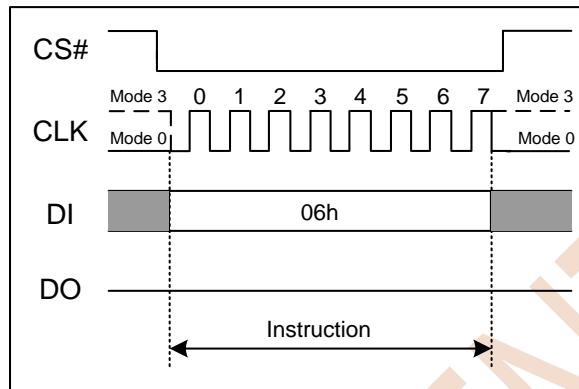 CS#
Mode 3 0 1 2 3 4 5 6 7 Mode 3
CLK
Mode 0 Mode 0
DI 06h
DO
Instruction